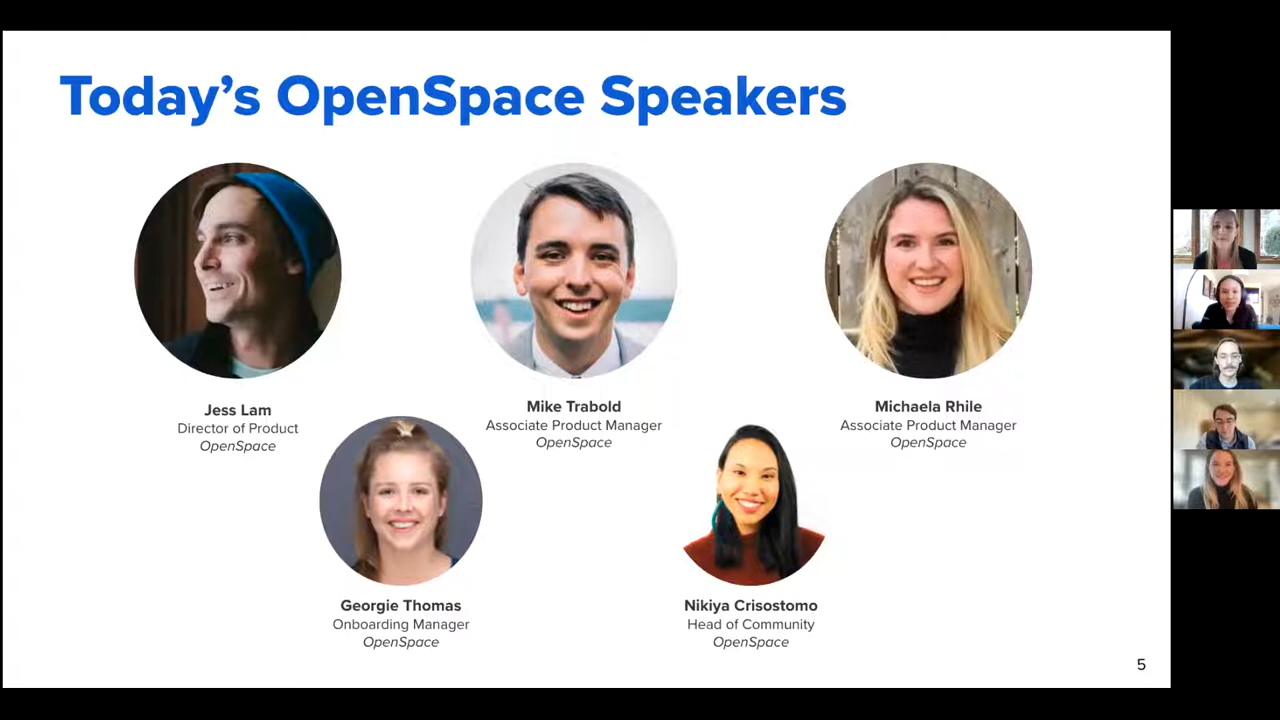 Today's OpenSpace Speakers
Jess Lam
Director of Product
OpenSpace
Mike Trabold
Associate Product Manager
OpenSpace
Michaela Rhile
Associate Product Manager
OpenSpace
Georgie Thomas
Onboarding Manager
OpenSpace
Nikiya Crisostomo
Head of Community
OpenSpace
5